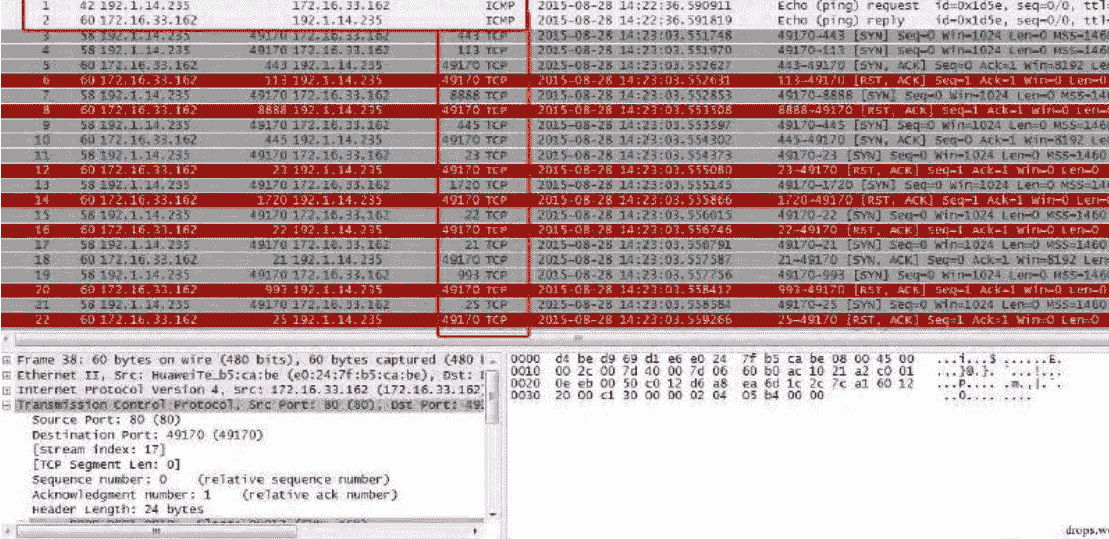 1 42 192.1.14.235 172.16.33.162 ICMP 2015-08-28 14:22:36.590911 Echo (ping) request id=0x1d5e, seq=0/0, ttl=
2 60 172.16.33.162 192.1.14.235 ICMP 2015-08-28 14:22:36.591819 Echo (ping) reply id=0x1d5e, seq=0/0, ttl=
3 58 192.1.14.235 49170 172.16.33.162 443 TCP 2015-08-28 14:23:03.551748 49170→443 [SYN] Seq=0 Win=1024 Len=0 MSS=1460
4 58 192.1.14.235 49170 172.16.33.162 113 TCP 2015-08-28 14:23:03.551970 49170→113 [SYN] Seq=0 Win=1024 Len=0 MSS=1460
5 60 172.16.33.162 443 192.1.14.235 49170 TCP 2015-08-28 14:23:03.552627 443→49170 [SYN, ACK] Seq=0 Ack=1 Win=8192 Len
6 60 172.16.33.162 113 192.1.14.235 49170 TCP 2015-08-28 14:23:03.552631 113→49170 [RST, ACK] Seq=1 Ack=1 Win=0 Len=0
7 58 192.1.14.235 49170 172.16.33.162 8888 TCP 2015-08-28 14:23:03.552853 49170→8888 [SYN] Seq=0 Win=1024 Len=0 MSS=14
8 60 172.16.33.162 8888 192.1.14.235 49170 TCP 2015-08-28 14:23:03.553508 8888→49170 [RST, ACK] Seq=1 Ack=1 Win=0 Len=
9 58 192.1.14.235 49170 172.16.33.162 445 TCP 2015-08-28 14:23:03.553597 49170→445 [SYN] Seq=0 Win=1024 Len=0 MSS=1460
10 60 172.16.33.162 445 192.1.14.235 49170 TCP 2015-08-28 14:23:03.554302 445→49170 [SYN, ACK] Seq=0 Ack=1 Win=8192 Len
11 58 192.1.14.235 49170 172.16.33.162 23 TCP 2015-08-28 14:23:03.554373 49170→23 [SYN] Seq=0 Win=1024 Len=0 MSS=1460
12 60 172.16.33.162 23 192.1.14.235 49170 TCP 2015-08-28 14:23:03.555080 23→49170 [RST, ACK] Seq=1 Ack=1 Win=0 Len=0
13 58 192.1.14.235 49170 172.16.33.162 1720 TCP 2015-08-28 14:23:03.555145 49170→1720 [SYN] Seq=0 Win=1024 Len=0 MSS=14
14 60 172.16.33.162 1720 192.1.14.235 49170 TCP 2015-08-28 14:23:03.555866 1720→49170 [RST, ACK] Seq=1 Ack=1 Win=0 Len=
15 58 192.1.14.235 49170 172.16.33.162 22 TCP 2015-08-28 14:23:03.556015 49170→22 [SYN] Seq=0 Win=1024 Len=0 MSS=1460
16 60 172.16.33.162 22 192.1.14.235 49170 TCP 2015-08-28 14:23:03.556746 22→49170 [RST, ACK] Seq=1 Ack=1 Win=0 Len=0
17 58 192.1.14.235 49170 172.16.33.162 21 TCP 2015-08-28 14:23:03.556791 49170→21 [SYN] Seq=0 Win=1024 Len=0 MSS=1460
18 60 172.16.33.162 21 192.1.14.235 49170 TCP 2015-08-28 14:23:03.557587 21→49170 [SYN, ACK] Seq=0 Ack=1 Win=8192 Len
19 58 192.1.14.235 49170 172.16.33.162 993 TCP 2015-08-28 14:23:03.557756 49170→993 [SYN] Seq=0 Win=1024 Len=0 MSS=1460
20 60 172.16.33.162 993 192.1.14.235 49170 TCP 2015-08-28 14:23:03.558412 993→49170 [RST, ACK] Seq=1 Ack=1 Win=0 Len=0
21 58 192.1.14.235 49170 172.16.33.162 25 TCP 2015-08-28 14:23:03.558584 49170→25 [SYN] Seq=0 Win=1024 Len=0 MSS=1460
22 60 172.16.33.162 25 192.1.14.235 49170 TCP 2015-08-28 14:23:03.559266 25→49170 [RST, ACK] Seq=1 Ack=1 Win=0 Len=0
Frame 38: 60 bytes on wire (480 bits), 60 bytes captured (480
Ethernet II, Src: HuaweiTe_b5:ca:be (e0:24:7f:b5:ca:be), Dst:
Internet Protocol Version 4, Src: 172.16.33.162 (172.16.33.162
Transmission Control Protocol, Src Port: 80 (80), Dst Port: 49
Source Port: 80 (80)
Destination Port: 49170 (49170)
[Stream index: 17]
[TCP Segment Len: 0]
Sequence number: 0 (relative sequence number)
Acknowledgment number: 1 (relative ack number)
Header Length: 24 bytes
0000 d4 be d9 69 d1 e6 e0 24 7f b5 ca be 08 00 45 00 ...i...$ ......E.
0010 00 2c 00 7d 40 00 7d 06 60 b0 ac 10 21 a2 c0 01 .,.}@.}. `...!...
0020 0e eb 00 50 c0 12 d6 a8 ea 6d 1c 2c 7c a1 60 12 ...P.... .m.,|.`.
0030 20 00 c1 30 00 00 02 04 05 b4 00 00 ..0.... ....
drops.w